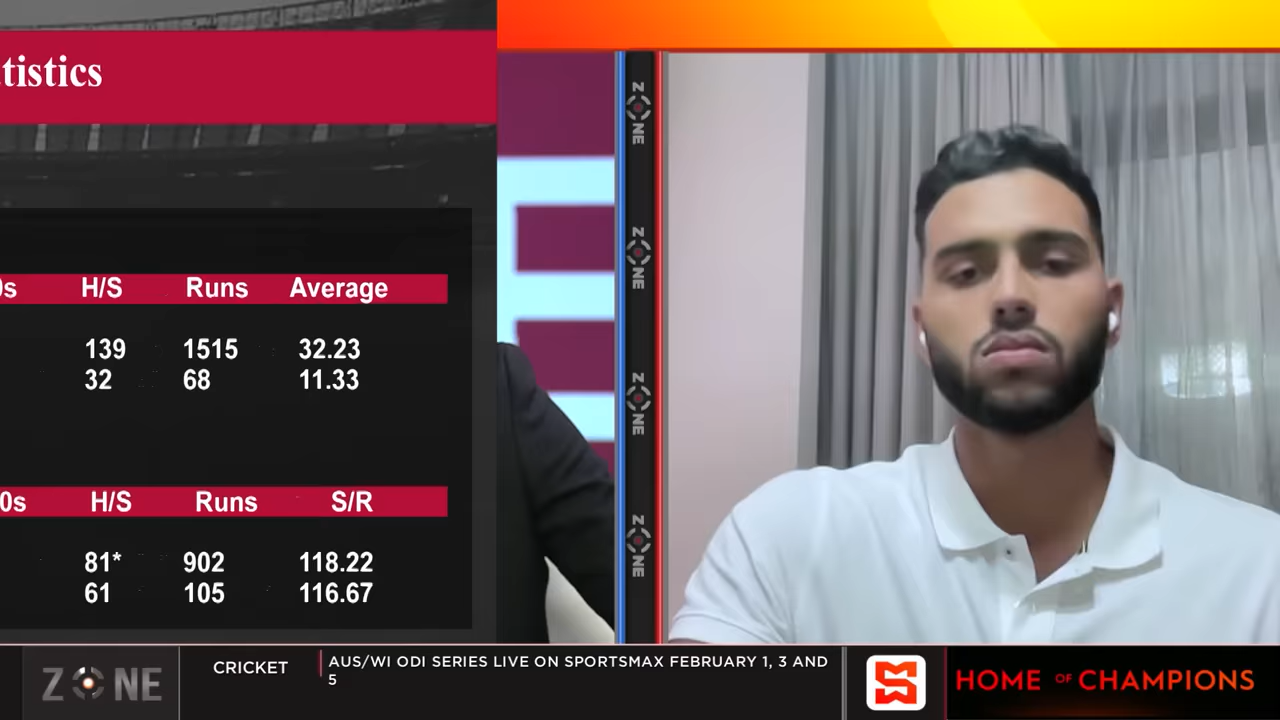 tistics
0s H/S Runs Average
139 1515 32.23
32 68 11.33
0s H/S Runs S/R
81* 902 118.22
61 105 116.67
ZONE
ZONE
ZONE
ZONE
ZONE
CRICKET
AUS/WI ODI SERIES LIVE ON SPORTSMAX FEBRUARY 1, 3 AND
5
HOME OF CHAMPIONS